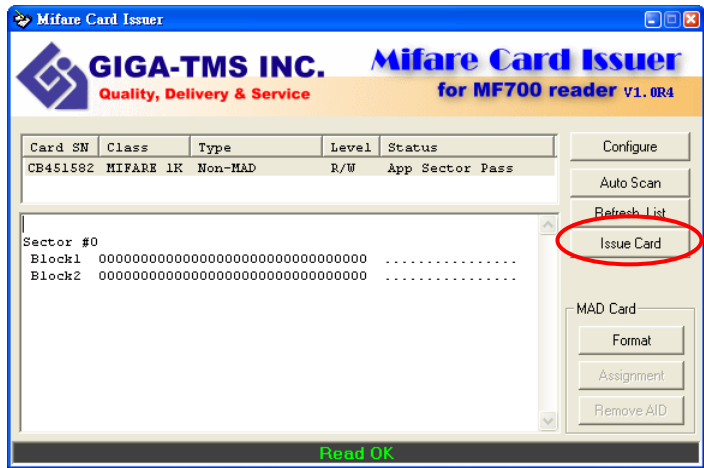 Mifare Card Issuer
GIGA-TMS INC.
Quality, Delivery & Service
Mifare Card Issuer
for MF700 reader V1.0R4
Card SN Class Type Level Status
CB451582 MIFARE 1K Non-MAD R/W App Sector Pass
Configure
Auto Scan
Refresh List
Issue Card
Sector #0
Block1 00000000000000000000000000000000 ................
Block2 00000000000000000000000000000000 ................
MAD Card
Format
Assignment
Remove AID
Read OK